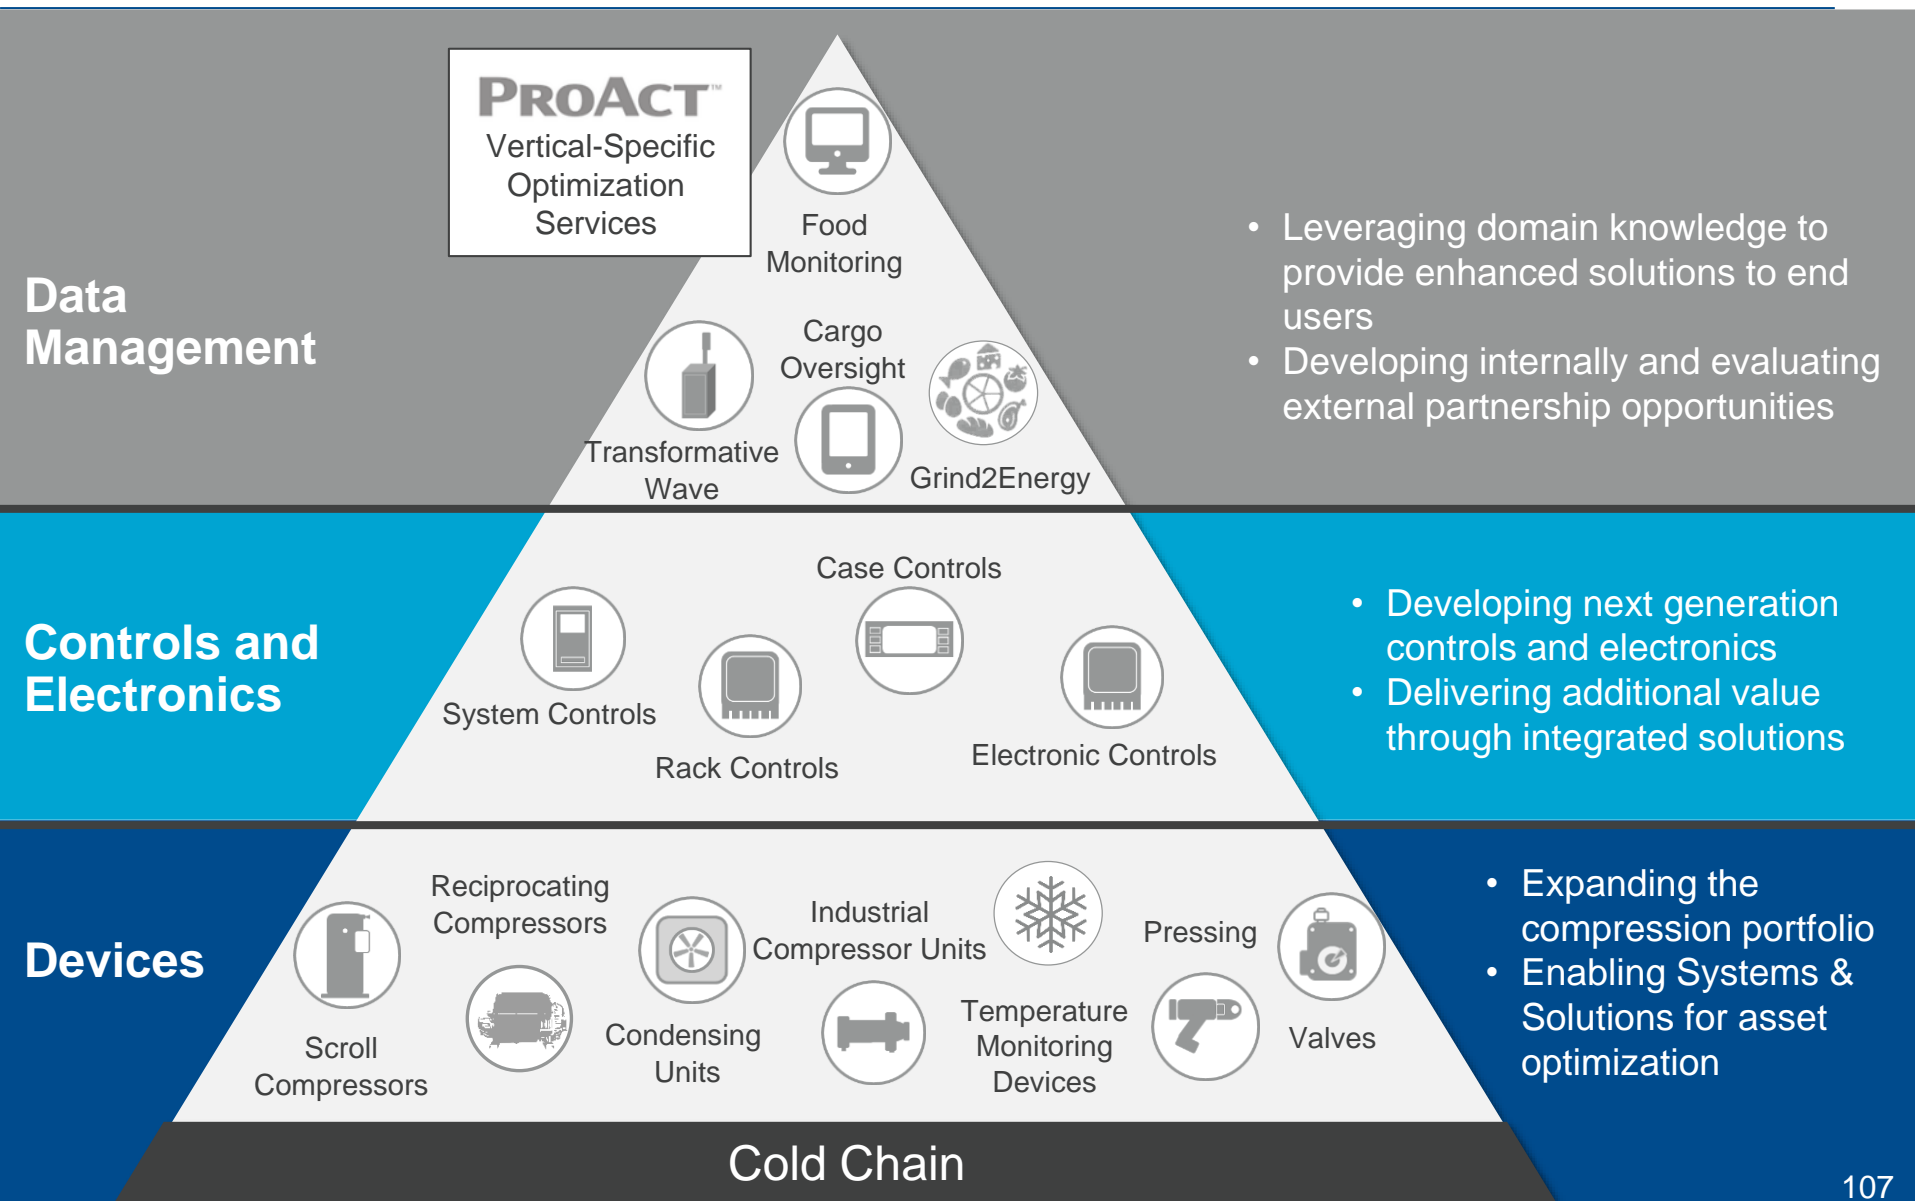 PROACT™
Vertical-Specific
Optimization
Services
Data
Management
Food
Monitoring
Cargo
Oversight
Transformative
Wave
Grind2Energy
• Leveraging domain knowledge to
provide enhanced solutions to end
users
• Developing internally and evaluating
external partnership opportunities
Controls and
Electronics
Case Controls
System Controls
Rack Controls
Electronic Controls
• Developing next generation
controls and electronics
• Delivering additional value
through integrated solutions
Devices
Reciprocating
Compressors
Industrial
Compressor Units
Pressing
Scroll
Compressors
Condensing
Units
Temperature
Monitoring
Devices
Valves
• Expanding the
compression portfolio
• Enabling Systems &
Solutions for asset
optimization
Cold Chain
107